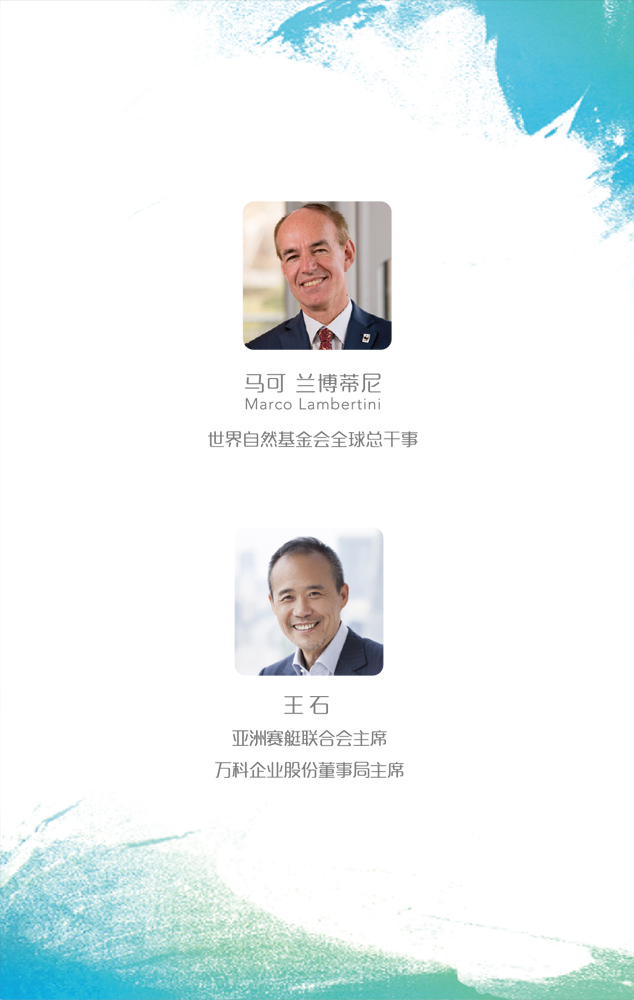 马可 兰博蒂尼
Marco Lambertini
世界自然基金会全球总干事
王石
亚洲赛艇联合会主席
万科企业股份董事局主席